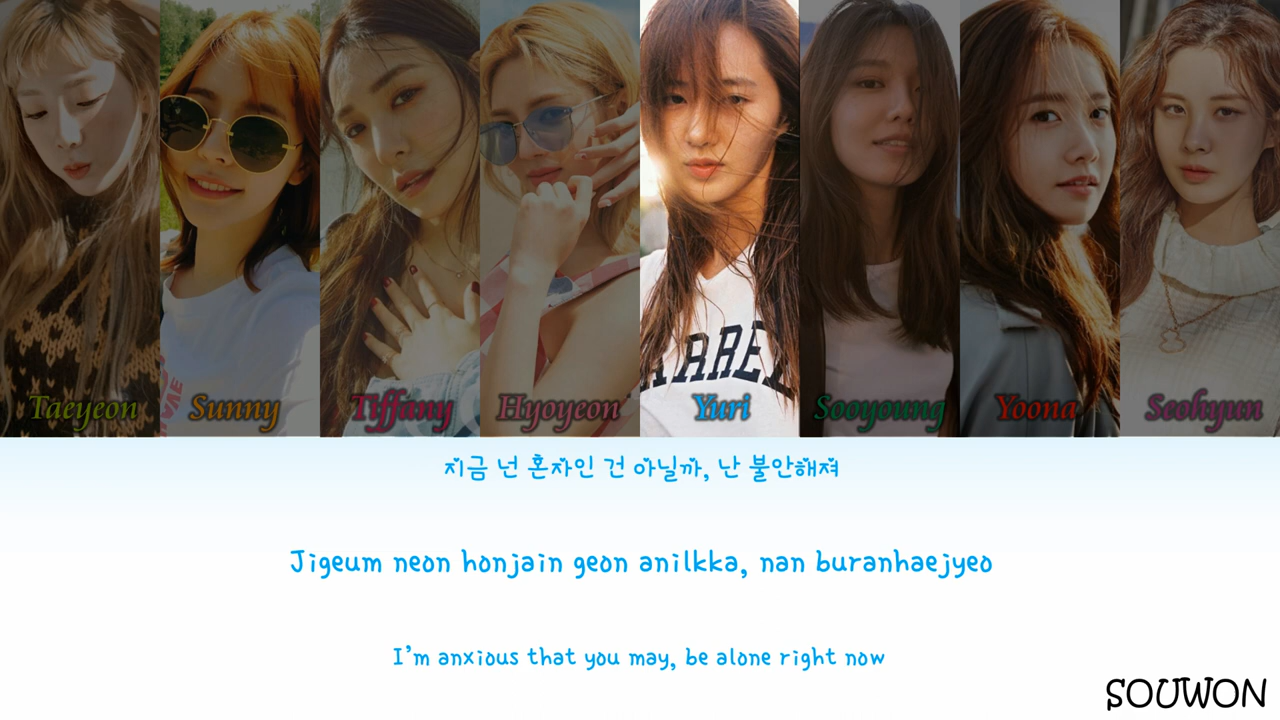 Taeyeon Sunny Tiffany Hyoyeon Yuri Sooyoung Yoona Seohyun
지금 넌 혼자인 건 아닐까, 난 불안해져
Jigeum neon honjain geon anilkka, nan buranhaejyeo
I'm anxious that you may, be alone right now
SOUWON